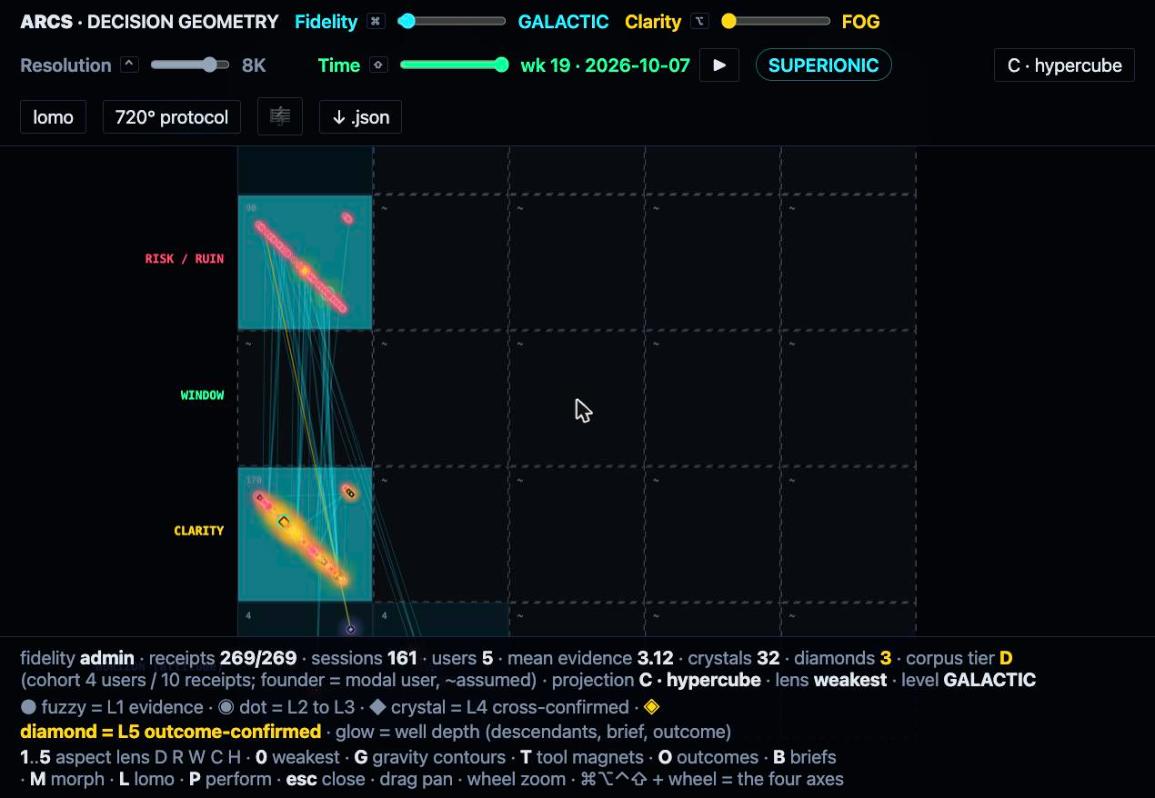 ARCS · DECISION GEOMETRY Fidelity ⌘ GALACTIC Clarity ⌥ FOG
Resolution ^ 8K Time ⇧ wk 19 · 2026-10-07 ▶ SUPERIONIC C · hypercube
lomo 720° protocol ↓ .json
98
~ ~ ~ ~
RISK / RUIN
~ ~ ~ ~ ~
WINDOW
170 ~ ~ ~ ~
CLARITY
4 4 ~ ~ ~
fidelity admin · receipts 269/269 · sessions 161 · users 5 · mean evidence 3.12 · crystals 32 · diamonds 3 · corpus tier D
(cohort 4 users / 10 receipts; founder = modal user, ~assumed) · projection C · hypercube · lens weakest · level GALACTIC
● fuzzy = L1 evidence · ◉ dot = L2 to L3 · ◆ crystal = L4 cross-confirmed · ◈
diamond = L5 outcome-confirmed · glow = well depth (descendants, brief, outcome)
1..5 aspect lens D R W C H · 0 weakest · G gravity contours · T tool magnets · O outcomes · B briefs
· M morph · L lomo · P perform · esc close · drag pan · wheel zoom · ⌘⌥^⇧ + wheel = the four axes